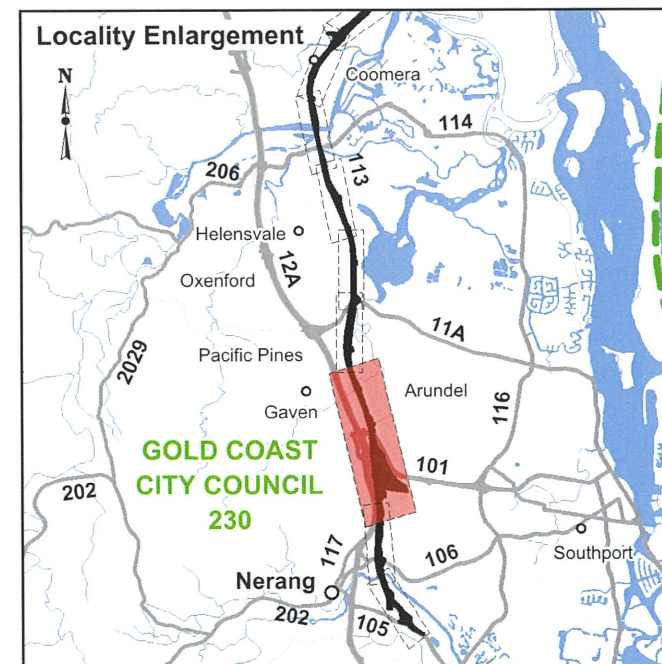 Locality Enlargement
N
Coomera
114
206
113
Helensvale
12A
Oxenford
11A
2029
Pacific Pines
Arundel
Gaven
116
GOLD COAST
CITY COUNCIL
230
101
202
117
106
Southport
Nerang
202
105